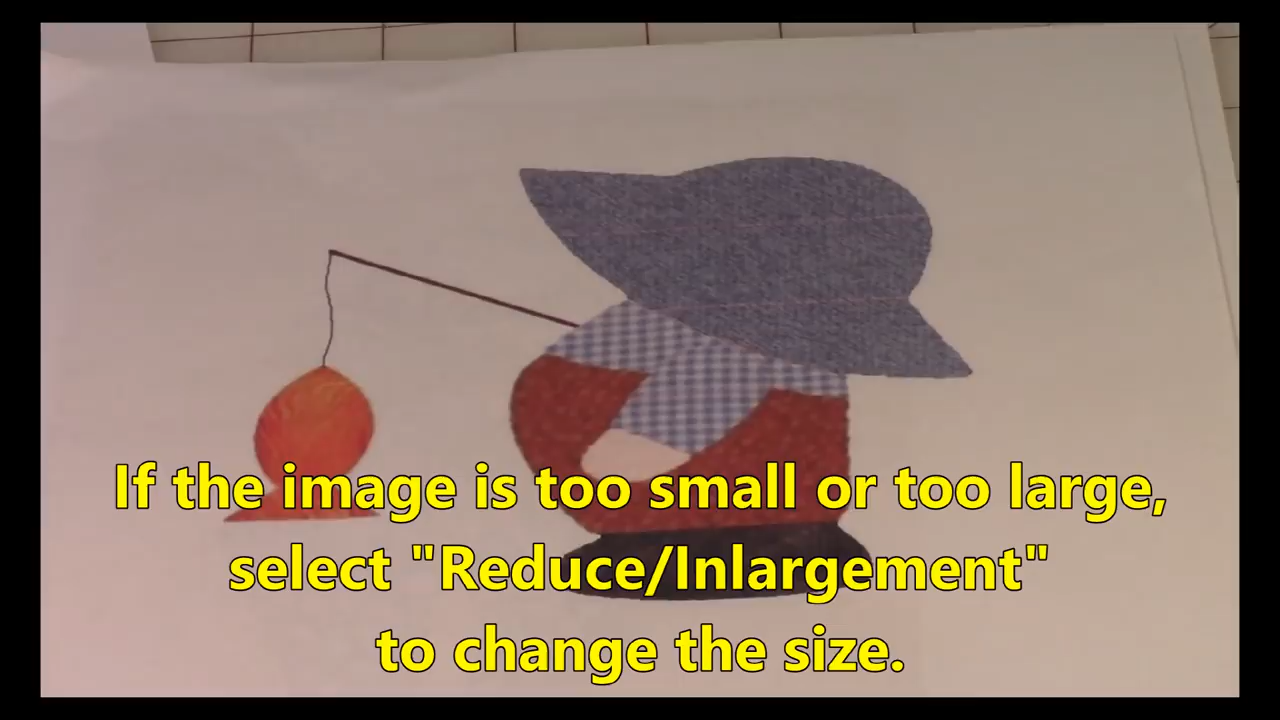 If the image is too small or too large,
select "Reduce/Inlargement"
to change the size.